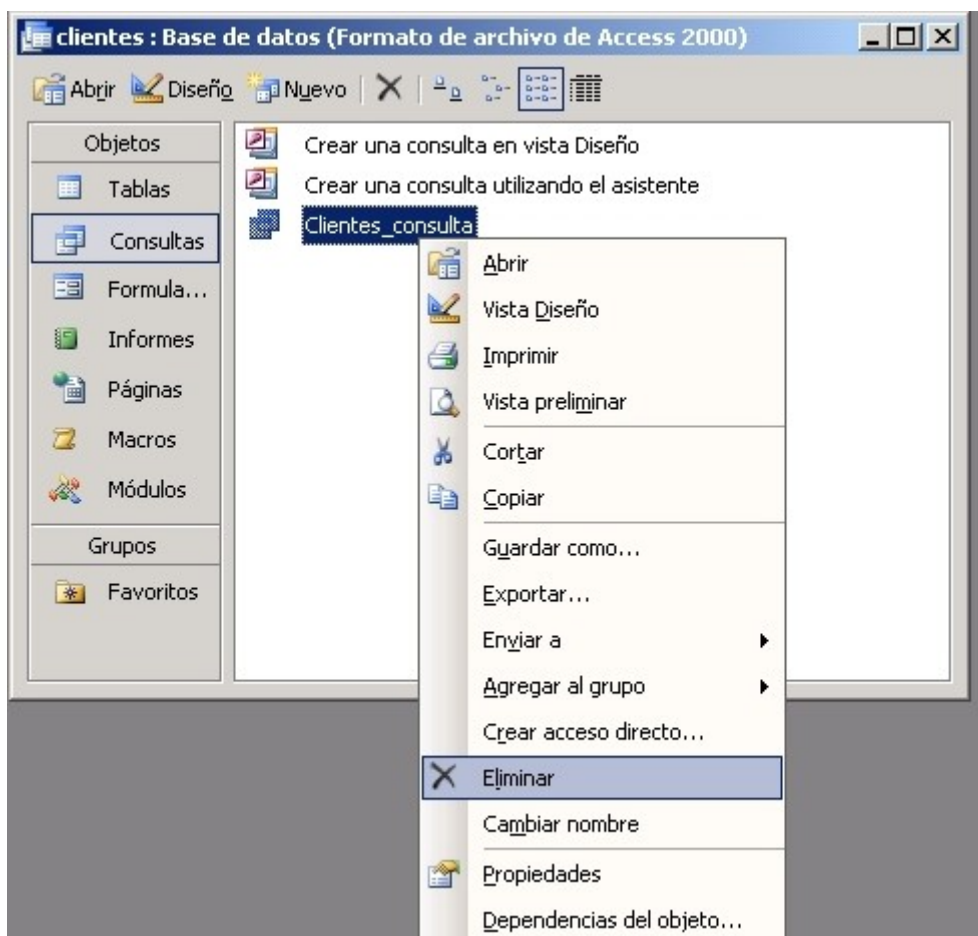 clientes : Base de datos (Formato de archivo de Access 2000)
Abrir Diseño Nuevo
Objetos
Tablas
Consultas
Formula...
Informes
Páginas
Macros
Módulos
Grupos
Favoritos
Crear una consulta en vista Diseño
Crear una consulta utilizando el asistente
Clientes_consulta
Abrir
Vista Diseño
Imprimir
Vista preliminar
Cortar
Copiar
Guardar como...
Exportar...
Enviar a
Agregar al grupo
Crear acceso directo...
Eliminar
Cambiar nombre
Propiedades
Dependencias del objeto...